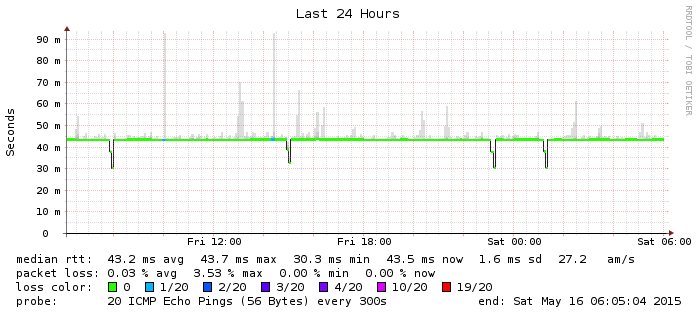 Last 24 Hours
RRDTOOL / TOBI OETIKER
Seconds
90 m
80 m
70 m
60 m
50 m
40 m
30 m
20 m
10 m
0
Fri 12:00 Fri 18:00 Sat 00:00 Sat 06:00
median rtt: 43.2 ms avg 43.7 ms max 30.3 ms min 43.5 ms now 1.6 ms sd 27.2 am/s
packet loss: 0.03 % avg 3.53 % max 0.00 % min 0.00 % now
loss color: 0 1/20 2/20 3/20 4/20 10/20 19/20
probe: 20 ICMP Echo Pings (56 Bytes) every 300s end: Sat May 16 06:05:04 2015